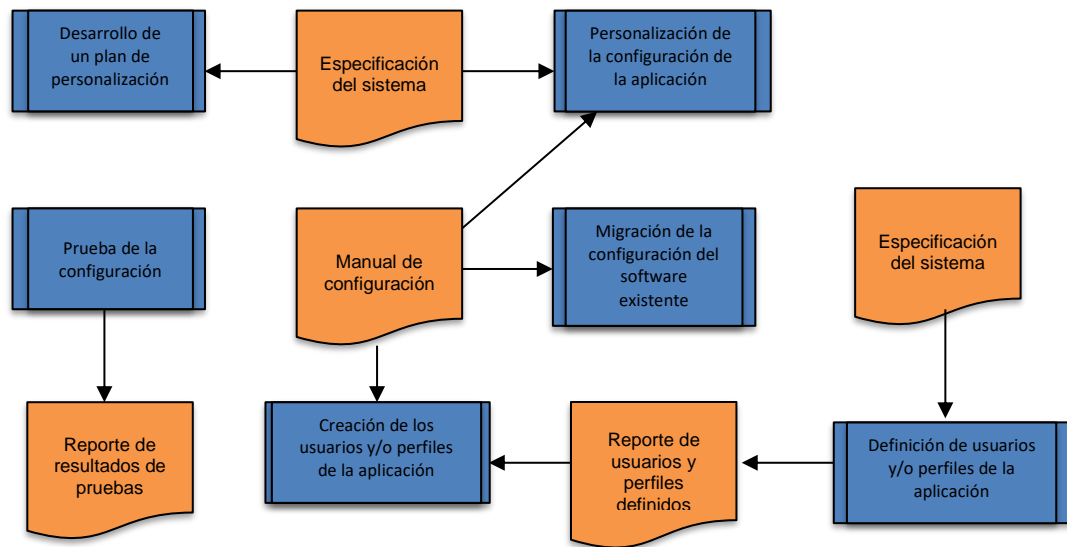 Desarrollo de
un plan de
personalización
Especificación
del sistema
Personalización de
la configuración de
la aplicación
Prueba de la
configuración
Manual de
configuración
Migración de la
configuración del
software
existente
Especificación
del sistema
Reporte de
resultados de
pruebas
Creación de los
usuarios y/o perfiles
de la aplicación
Reporte de
usuarios y
perfiles
definidos
Definición de usuarios
y/o perfiles de la
aplicación